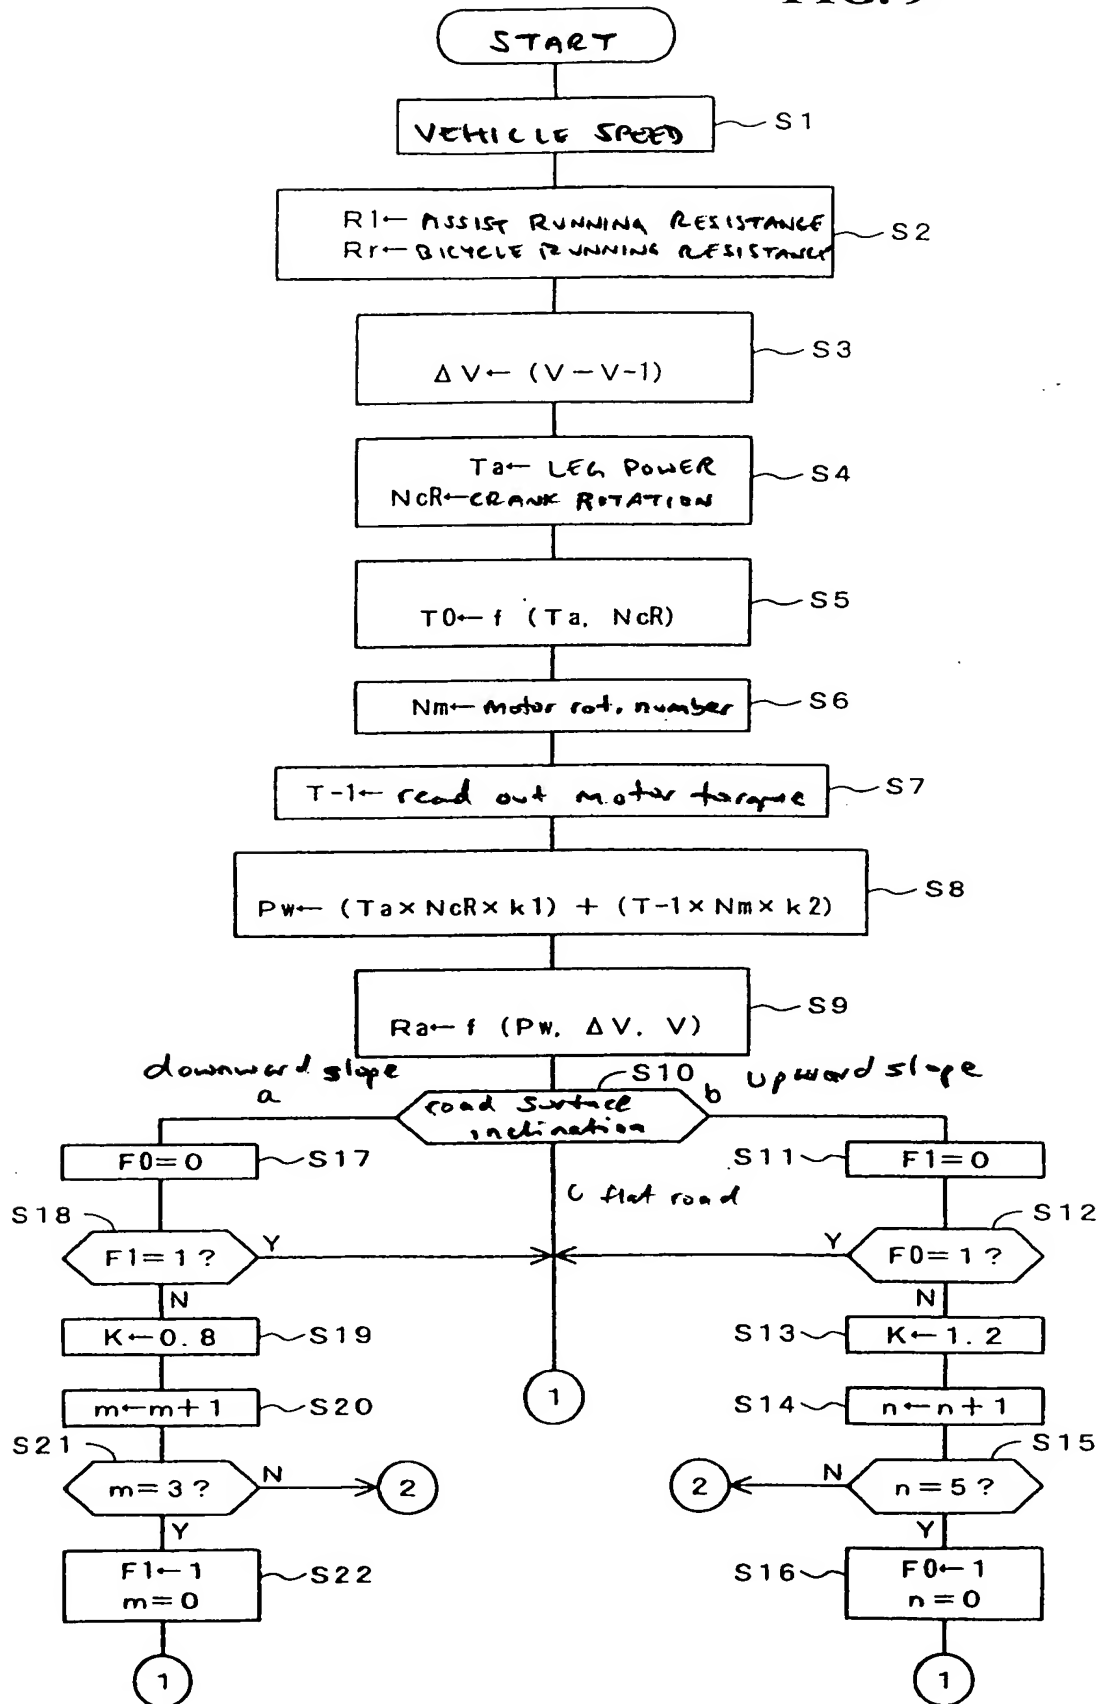 START
VEHICLE SPEED
S1
Rl← ASSIST RUNNING RESISTANCE
Rr← BICYCLE RUNNING RESISTANCE
S2
ΔV← (V－V-1)
S3
Ta← LEG POWER
NcR← CRANK ROTATION
S4
T0← f (Ta, NcR)
S5
Nm← Motor rot. number
S6
T-1← read out motor torque
S7
Pw← (Ta×NcR×k1) + (T-1×Nm×k2)
S8
Ra← f (Pw, ΔV, V)
S9
downward slope
a
road surface
inclination
S10
b upward slope
c flat road
F0=0
S17
S11
F1=0
S18
F1=1?
Y
N
S12
F0=1?
Y
N
K←0.8
S19
S13
K←1.2
m←m+1
S20
1
S14
n←n+1
S21
m=3?
N
2
Y
S15
n=5?
N
2
Y
F1←1
m=0
S22
S16
F0←1
n=0
1
1